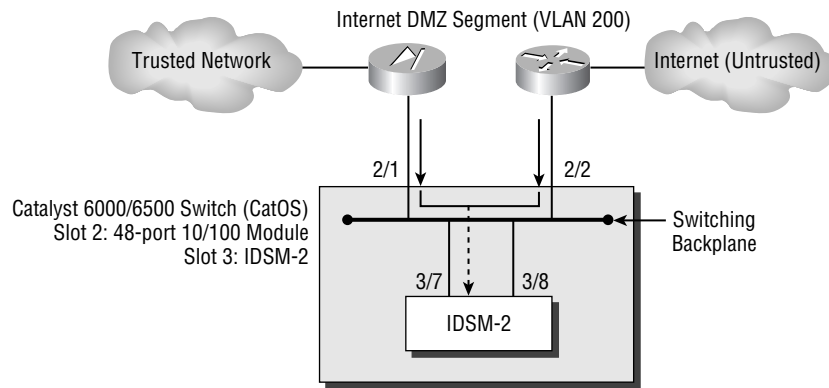 Internet DMZ Segment (VLAN 200)
Trusted Network
Internet (Untrusted)
2/1
2/2
Catalyst 6000/6500 Switch (CatOS)
Slot 2: 48-port 10/100 Module
Slot 3: IDSM-2
Switching
Backplane
3/7
3/8
IDSM-2